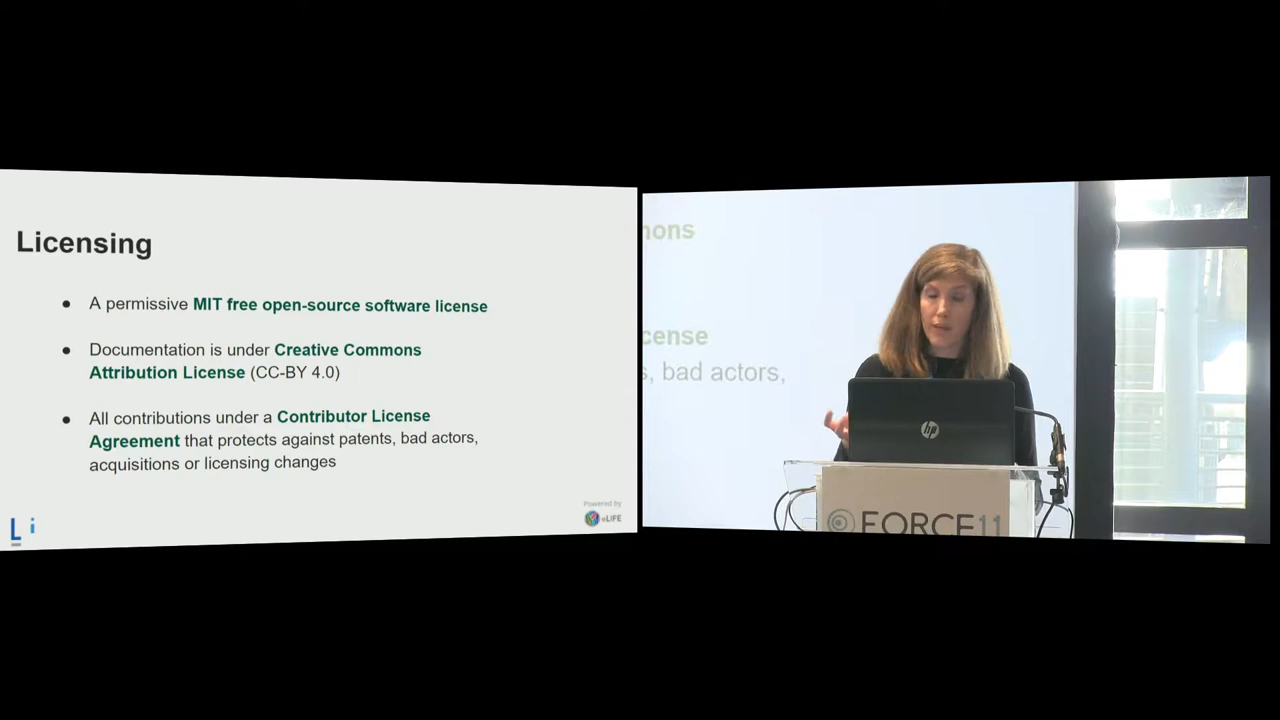 Licensing
● A permissive MIT free open-source software license
● Documentation is under Creative Commons
Attribution License (CC-BY 4.0)
● All contributions under a Contributor License
Agreement that protects against patents, bad actors,
acquisitions or licensing changes
Powered by
eLIFE
Li
mons
cense
s, bad actors,
hp
FORCE11